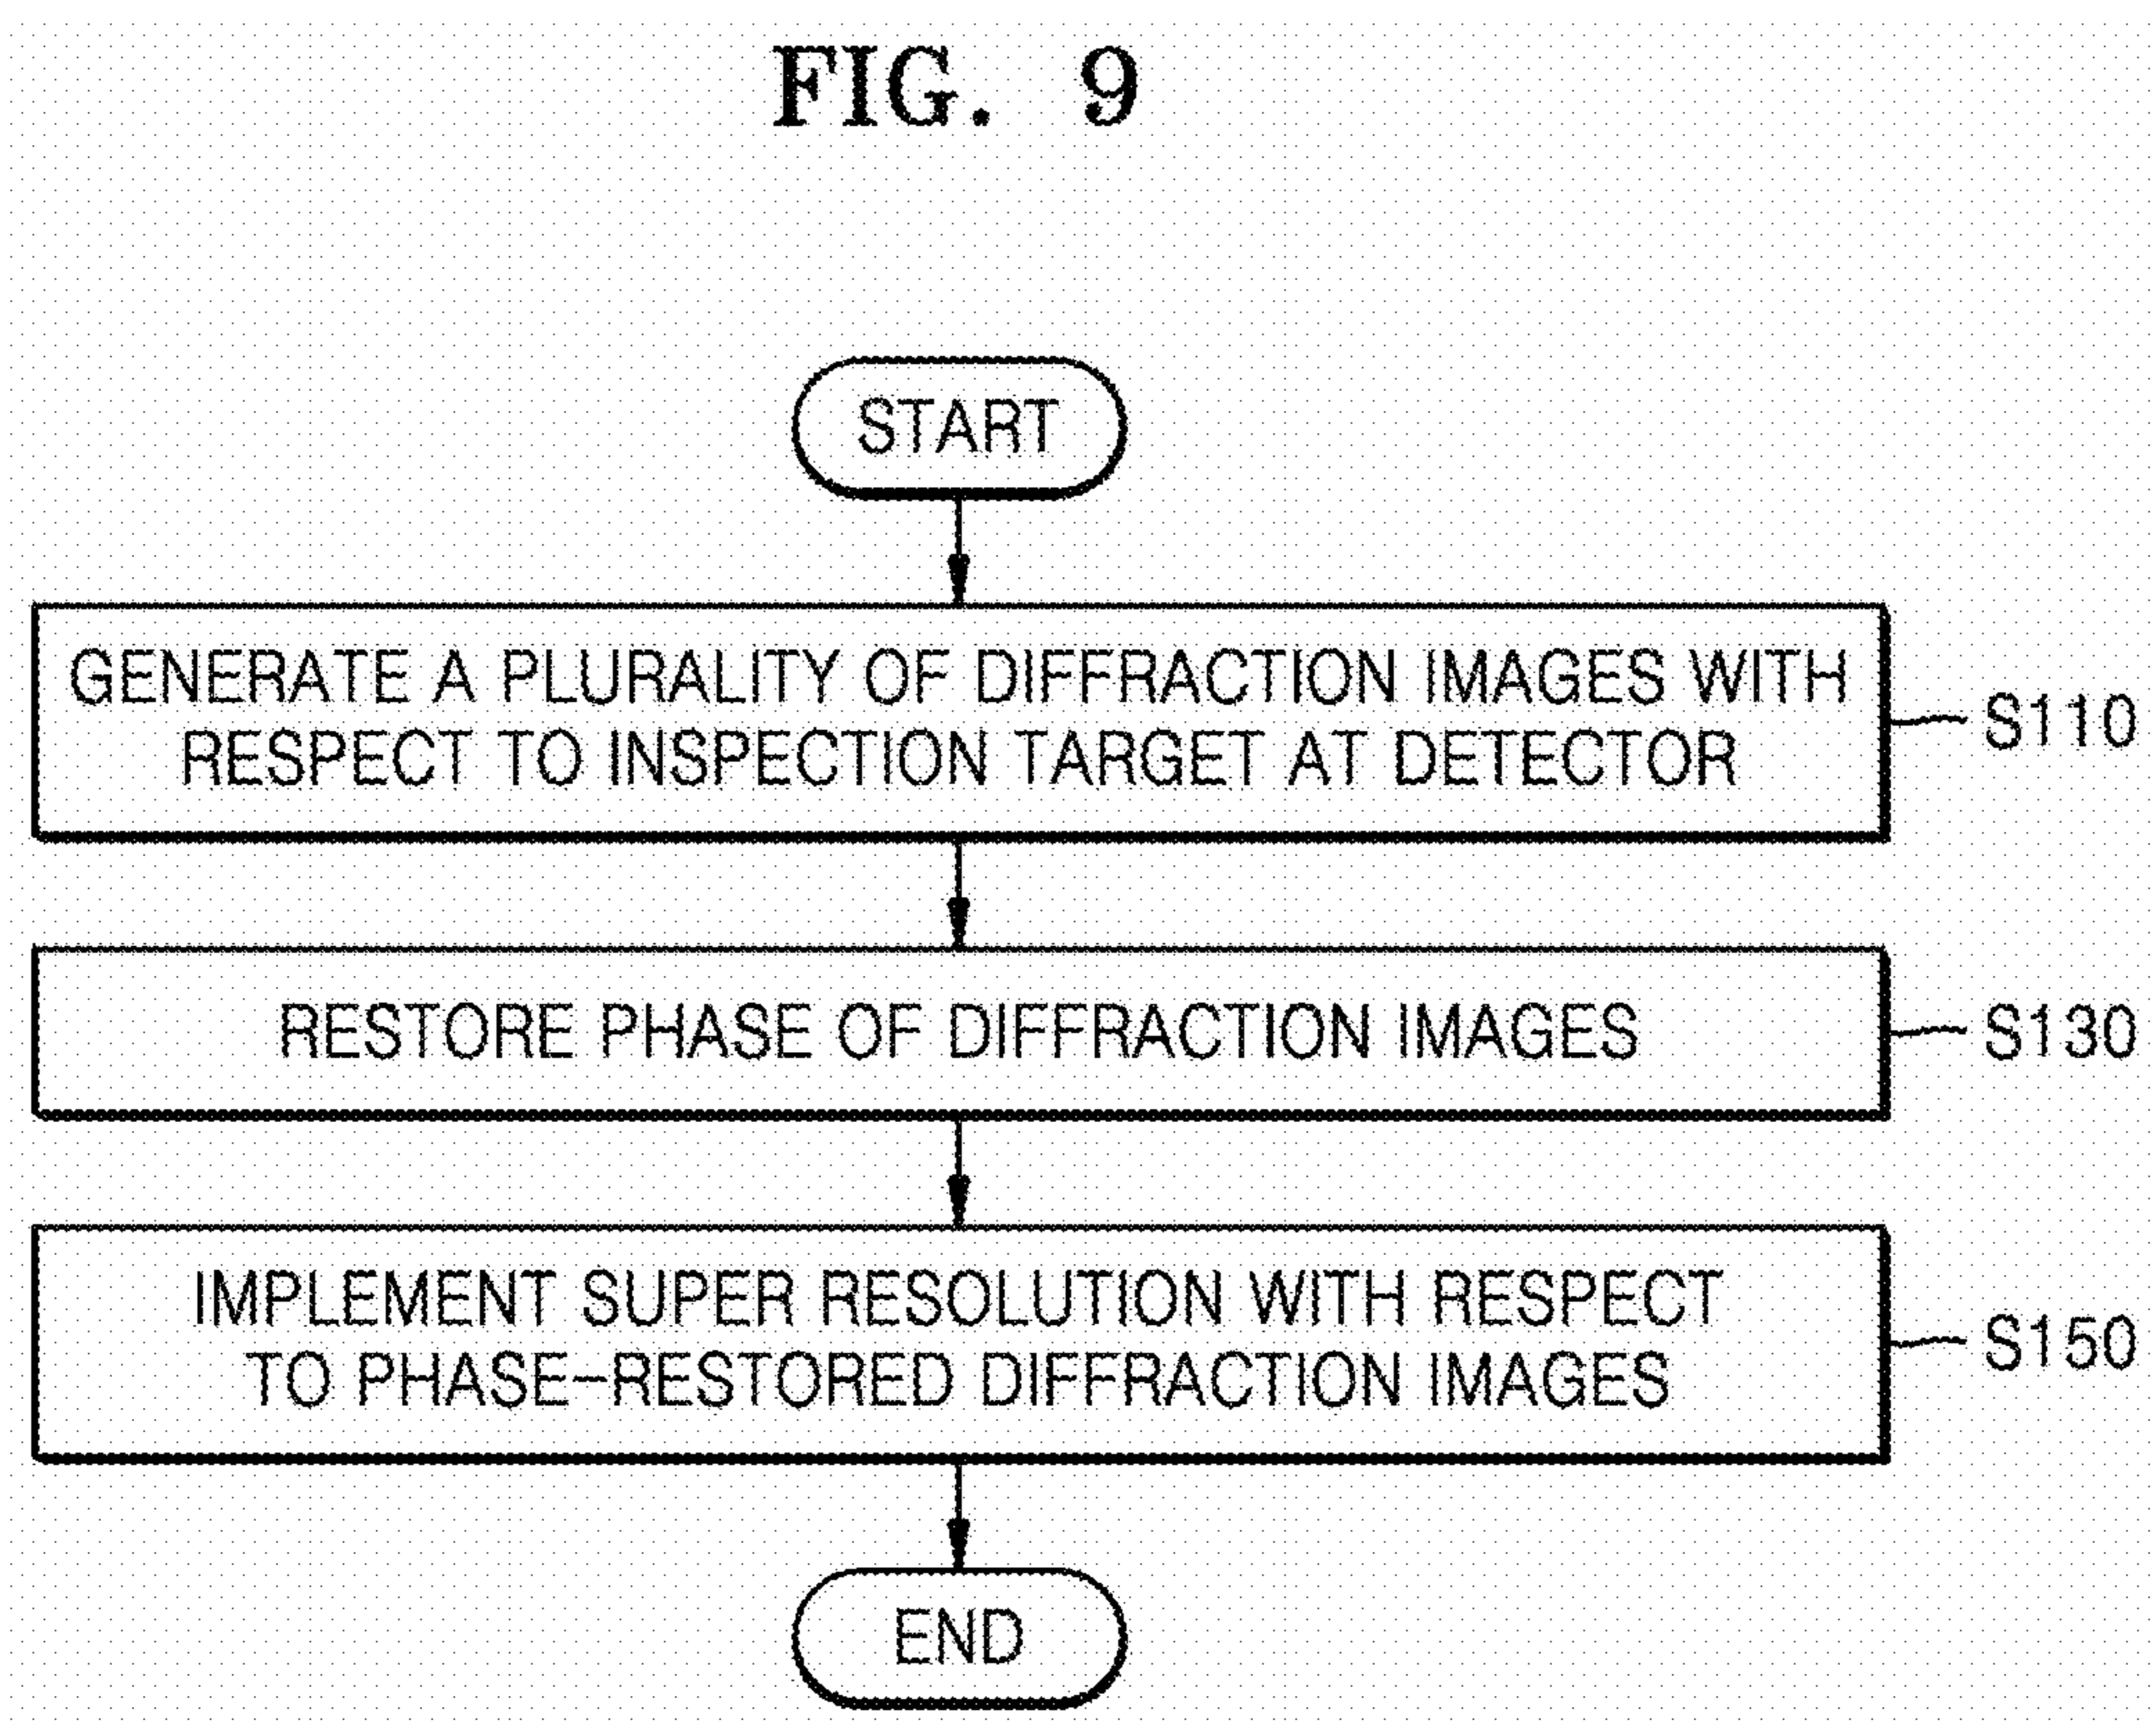 FIG. 9
START
GENERATE A PLURALITY OF DIFFRACTION IMAGES WITH
RESPECT TO INSPECTION TARGET AT DETECTOR
S110
RESTORE PHASE OF DIFFRACTION IMAGES
S130
IMPLEMENT SUPER RESOLUTION WITH RESPECT
TO PHASE-RESTORED DIFFRACTION IMAGES
S150
END